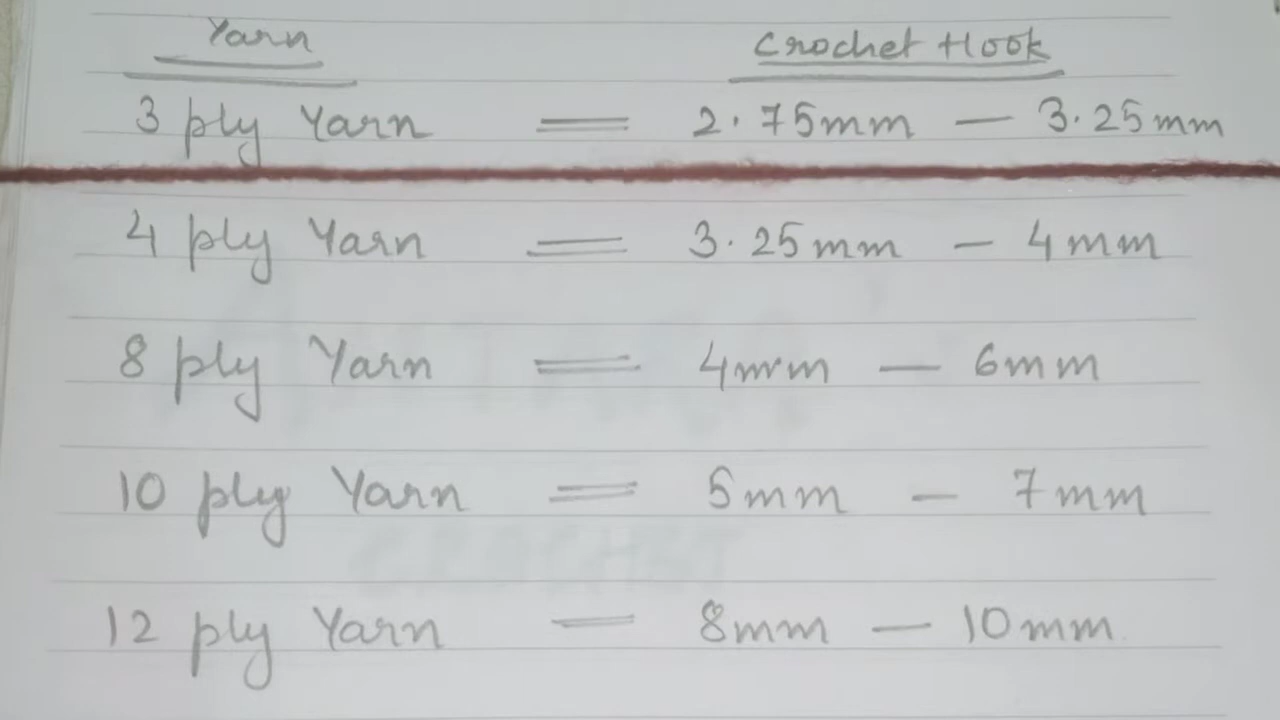 Yarn Crochet Hook
3 ply Yarn = 2.75mm - 3.25mm
4 ply Yarn = 3.25mm - 4mm
8 ply Yarn = 4mm - 6mm
10 ply Yarn = 5mm - 7mm
12 ply Yarn = 8mm - 10mm